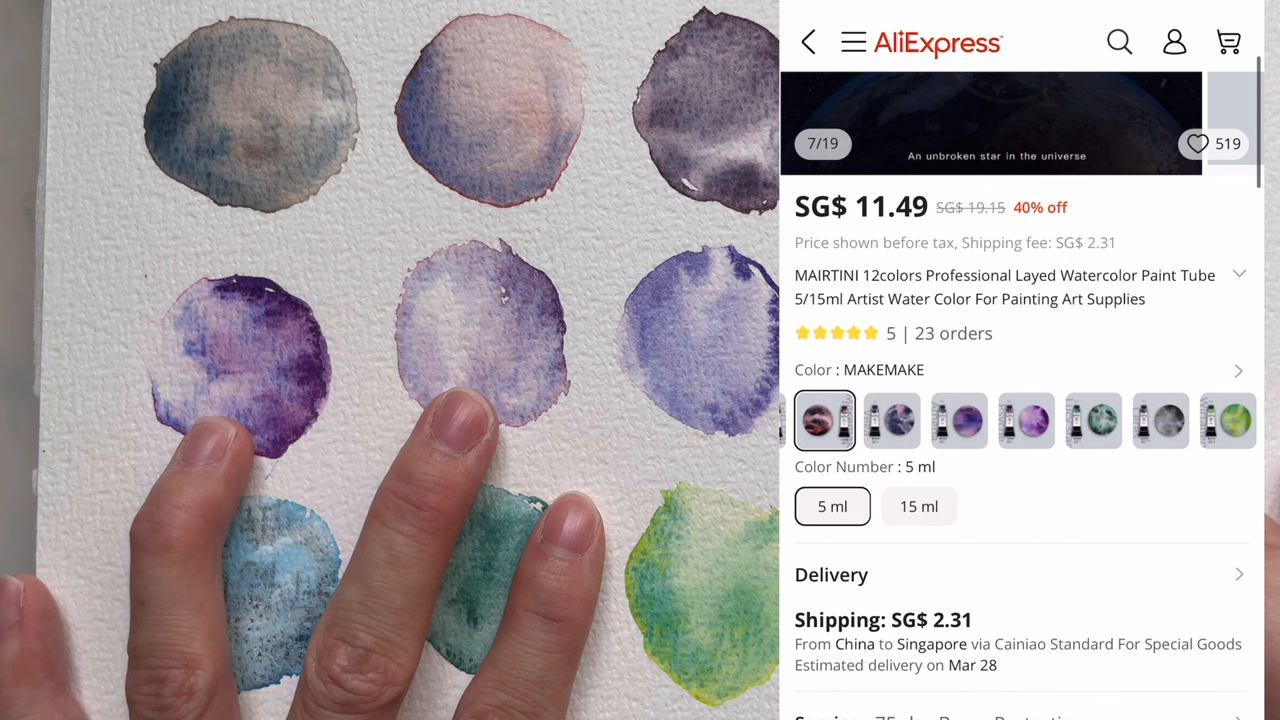 AliExpress
7/19
519
An unbroken star in the universe
SG$ 11.49 SG$ 19.15 40% off
Price shown before tax, Shipping fee: SG$ 2.31
MAIRTINI 12colors Professional Layed Watercolor Paint Tube
5/15ml Artist Water Color For Painting Art Supplies
5 | 23 orders
Color : MAKEMAKE
Color Number : 5 ml
5 ml 15 ml
Delivery
Shipping: SG$ 2.31
From China to Singapore via Cainiao Standard For Special Goods
Estimated delivery on Mar 28